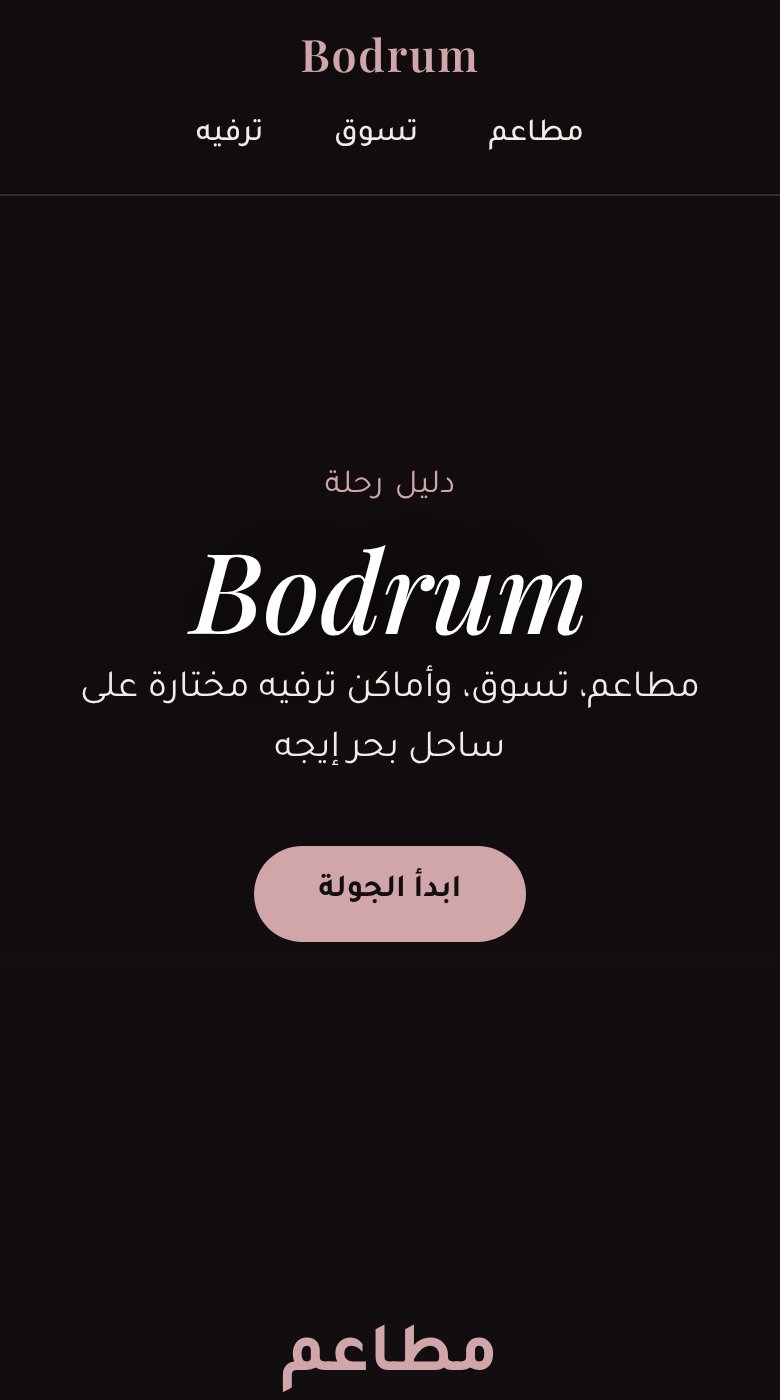 Bodrum
مطاعم تسوق ترفيه
دليل رحلة
Bodrum
مطاعم، تسوق، وأماكن ترفيه مختارة على
ساحل بحر إيجه
ابدأ الجولة
مطاعم